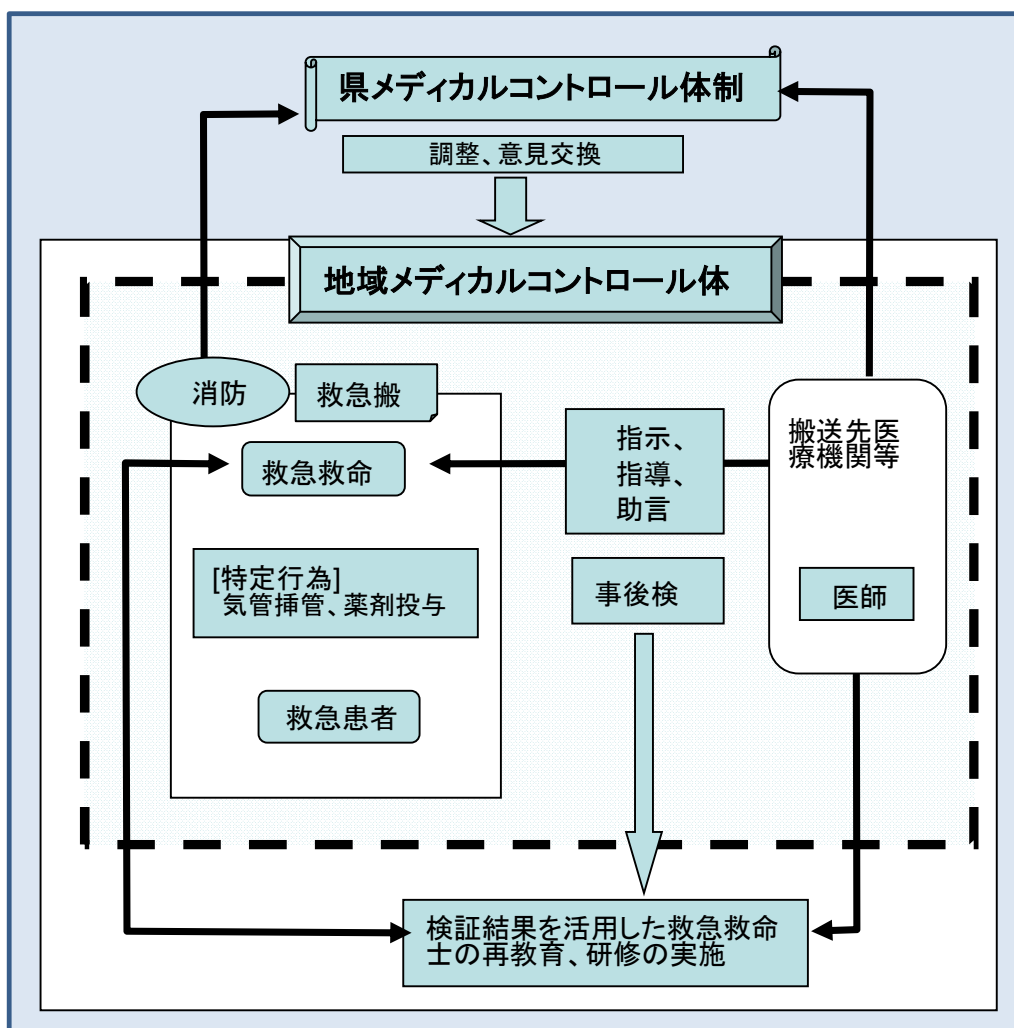 県メディカルコントロール体制
調整、意見交換
地域メディカルコントロール体
消防
救急搬
救急救命
[特定行為]
気管挿管、薬剤投与
救急患者
指示、
指導、
助言
事後検
搬送先医
療機関等
医師
検証結果を活用した救急救命
士の再教育、研修の実施